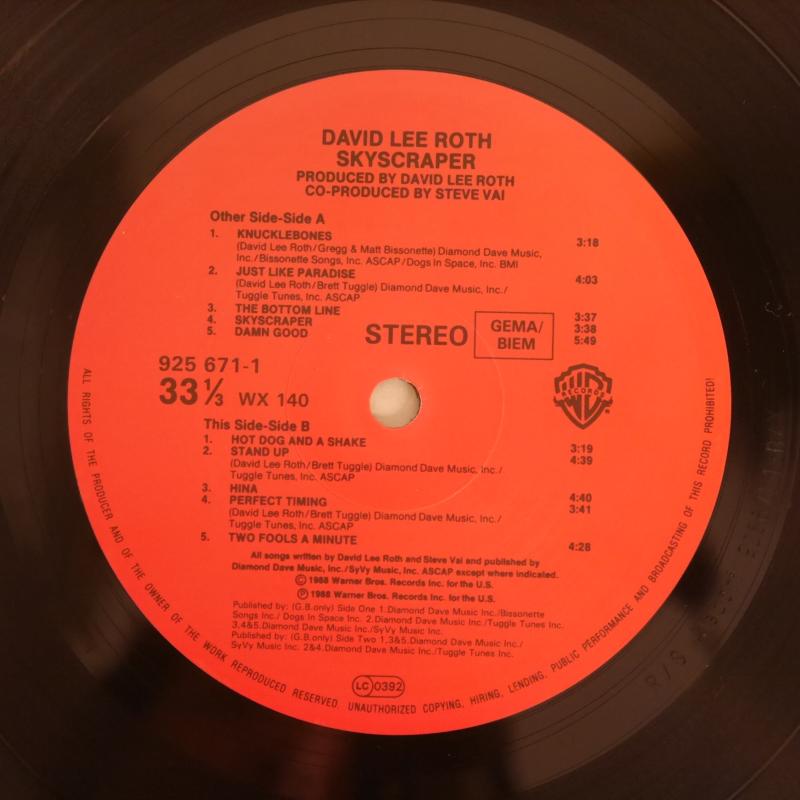 DAVID LEE ROTH
SKYSCRAPER
PRODUCED BY DAVID LEE ROTH
CO-PRODUCED BY STEVE VAI
Other Side-Side A
1. KNUCKLEBONES 3:18
(David Lee Roth/Gregg & Matt Bissonette) Diamond Dave Music,
Inc./Bissonette Songs, Inc. ASCAP/Dogs In Space, Inc. BMI
2. JUST LIKE PARADISE 4:03
(David Lee Roth/Brett Tuggle) Diamond Dave Music, Inc./
Tuggle Tunes, Inc. ASCAP
3. THE BOTTOM LINE 3:37
4. SKYSCRAPER 3:38
5. DAMN GOOD 5:49
STEREO
GEMA/
BIEM
925 671-1
33 ⅓ WX 140
WB
RECORDS
This Side-Side B
1. HOT DOG AND A SHAKE 3:19
2. STAND UP 4:39
(David Lee Roth/Brett Tuggle) Diamond Dave Music, Inc./
Tuggle Tunes, Inc. ASCAP
3. HINA 4:40
4. PERFECT TIMING 3:41
(David Lee Roth/Brett Tuggle) Diamond Dave Music, Inc./
Tuggle Tunes, Inc. ASCAP
5. TWO FOOLS A MINUTE 4:28
All songs written by David Lee Roth and Steve Vai and published by
Diamond Dave Music, Inc./SyVy Music, Inc. ASCAP except where indicated.
© 1988 Warner Bros. Records Inc. for the U.S.
℗ 1988 Warner Bros. Records Inc. for the U.S.
Published by: (G.B.only) Side One 1.Diamond Dave Music Inc./Bissonette
Songs Inc./ Dogs In Space Inc. 2.Diamond Dave Music Inc./Tuggle Tunes Inc.
3,4&5.Diamond Dave Music Inc./SyVy Music Inc.
Published by: (G.B.only) Side Two 1,3&5.Diamond Dave Music Inc./
SyVy Music Inc. 2&4.Diamond Dave Music Inc./Tuggle Tunes Inc.
LC 0392
ALL RIGHTS OF THE PRODUCER AND OF THE OWNER OF THE WORK REPRODUCED RESERVED. UNAUTHORIZED COPYING, HIRING, LENDING, PUBLIC PERFORMANCE AND BROADCASTING OF THIS RECORD PROHIBITED!